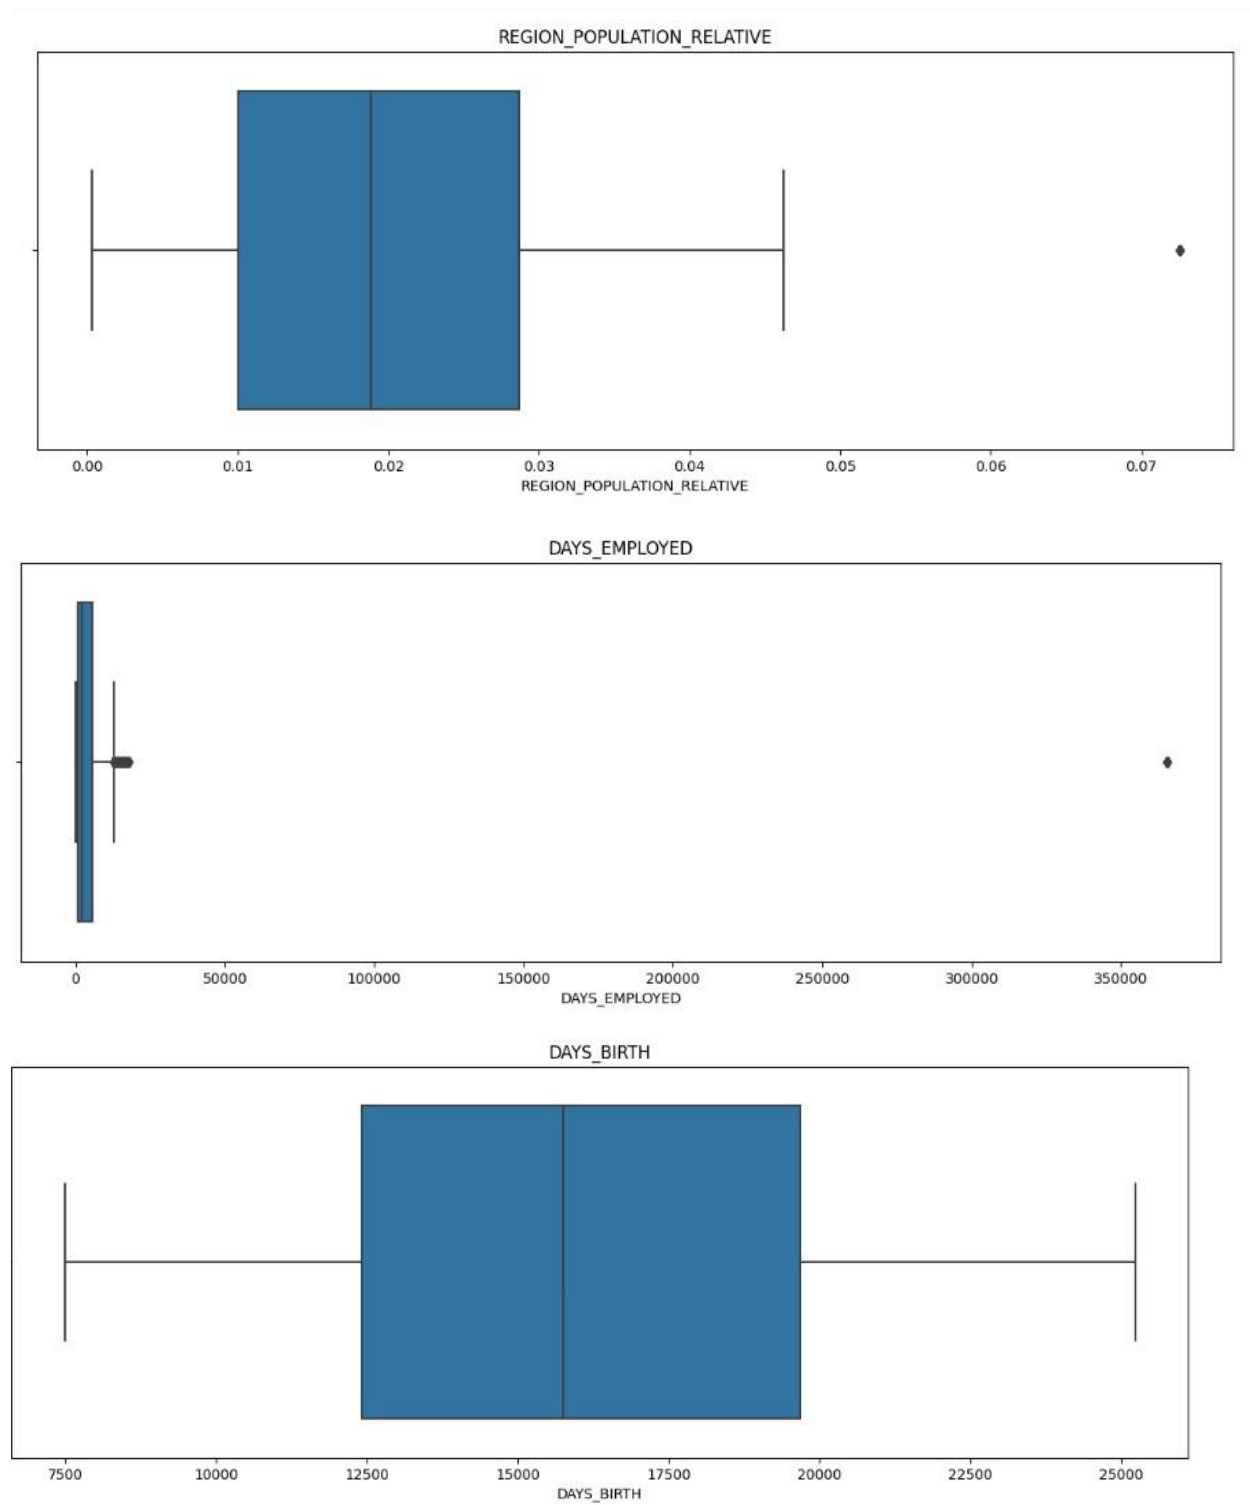 REGION_POPULATION_RELATIVE
0.00 0.01 0.02 0.03 0.04 0.05 0.06 0.07
REGION_POPULATION_RELATIVE
DAYS_EMPLOYED
0 50000 100000 150000 200000 250000 300000 350000
DAYS_EMPLOYED
DAYS_BIRTH
7500 10000 12500 15000 17500 20000 22500 25000
DAYS_BIRTH